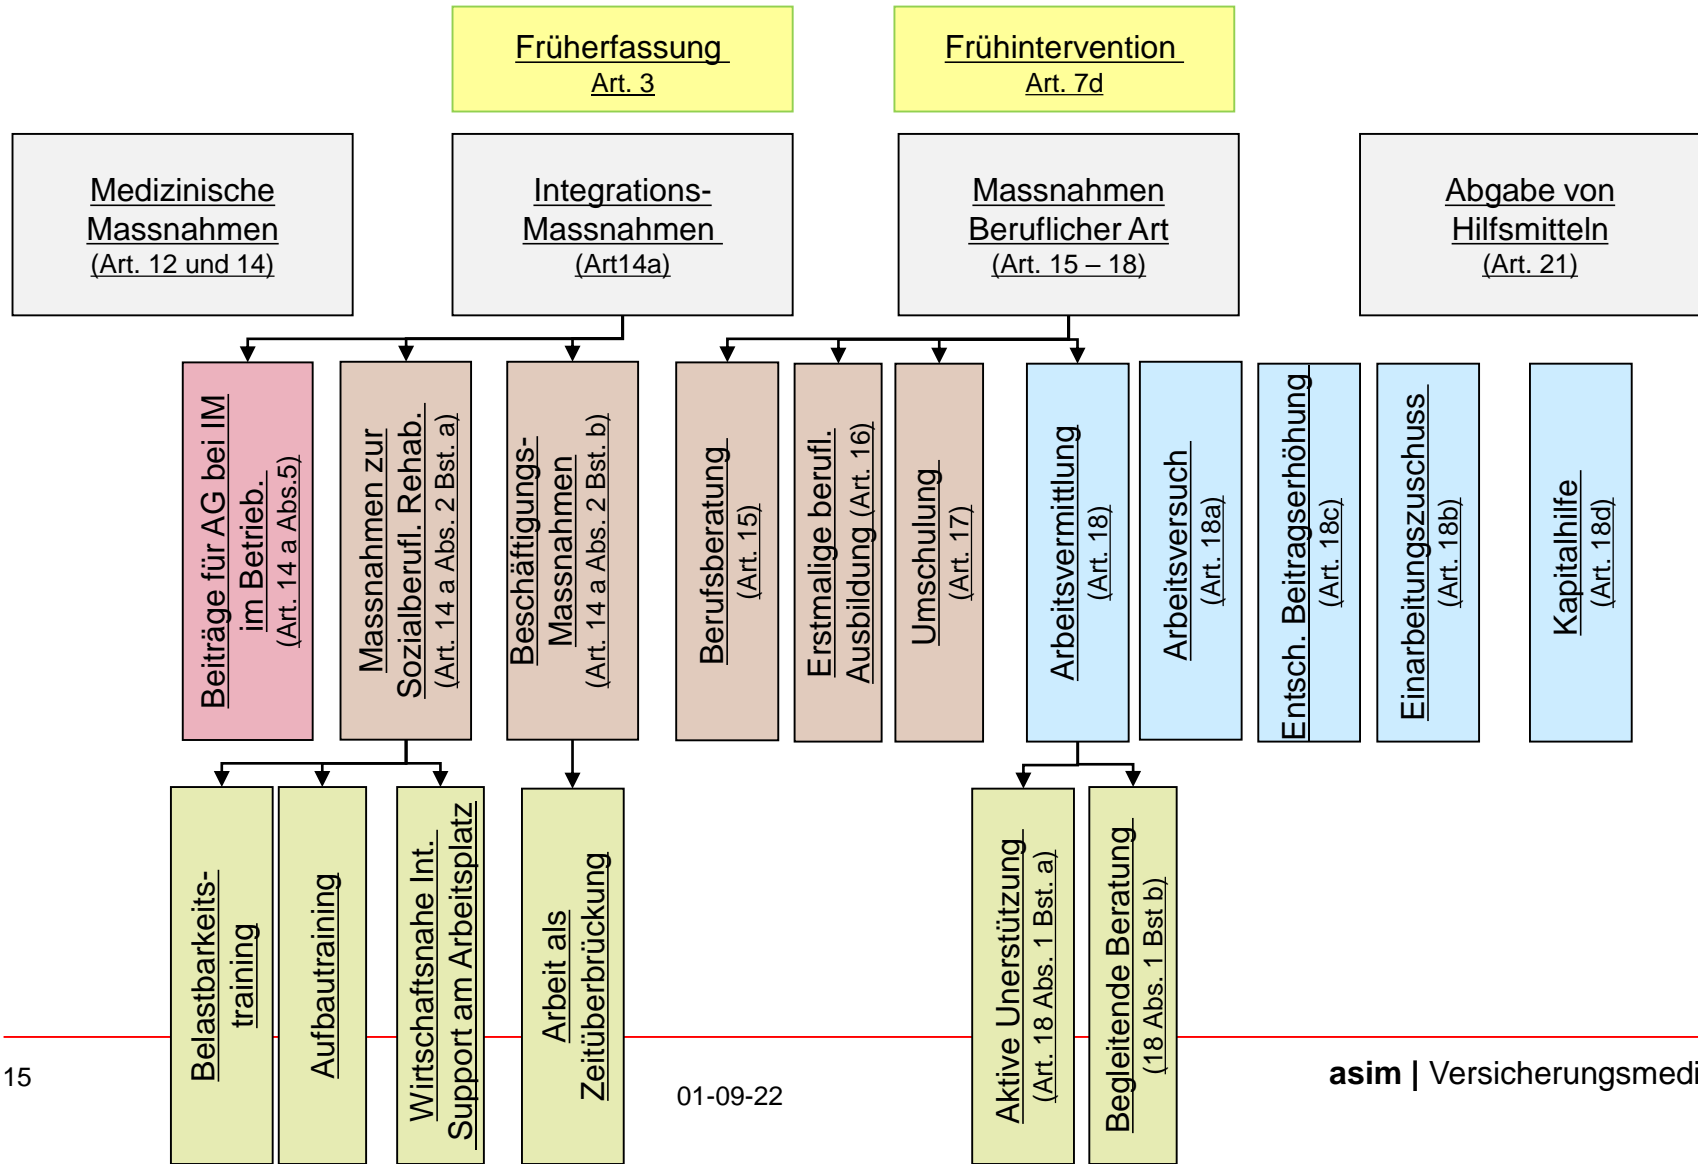 Früherfassung
Art. 3
Frühintervention
Art. 7d
Medizinische
Massnahmen
(Art. 12 und 14)
Integrations-
Massnahmen
(Art14a)
Massnahmen
Beruflicher Art
(Art. 15 – 18)
Abgabe von
Hilfsmitteln
(Art. 21)
Beiträge für AG bei IM
im Betrieb.
(Art. 14 a Abs.5)
Massnahmen zur
Sozialberufl. Rehab.
(Art. 14 a Abs. 2 Bst. a)
Beschäftigungs-
Massnahmen
(Art. 14 a Abs. 2 Bst. b)
Berufsberatung
(Art. 15)
Erstmalige berufl.
Ausbildung (Art. 16)
Umschulung
(Art. 17)
Arbeitsvermittlung
(Art. 18)
Arbeitsversuch
(Art. 18a)
Entsch. Beitragserhöhung
(Art. 18c)
Einarbeitungszuschuss
(Art. 18b)
Kapitalhilfe
(Art. 18d)
Belastbarkeits-
training
Aufbautraining
Wirtschaftsnahe Int.
Support am Arbeitsplatz
Arbeit als
Zeitüberbrückung
Aktive Unerstützung
(Art. 18 Abs. 1 Bst. a)
Begleitende Beratung
(18 Abs. 1 Bst b)
15
01-09-22
asim | Versicherungsmedi